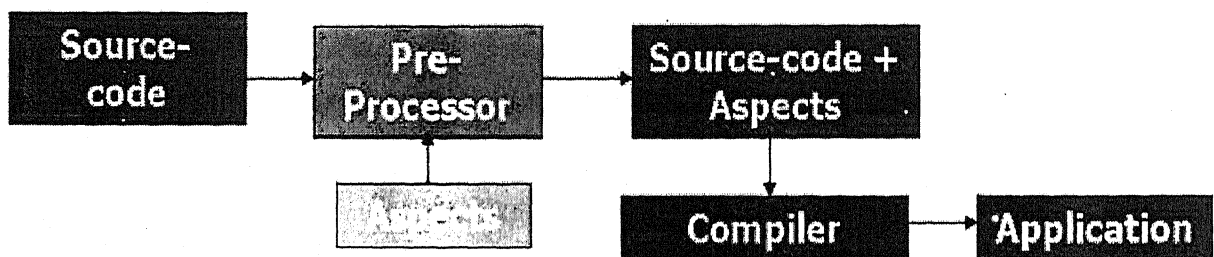 Source-
code
Pre-
Processor
Source-code +
Aspects
Aspects
Compiler
Application